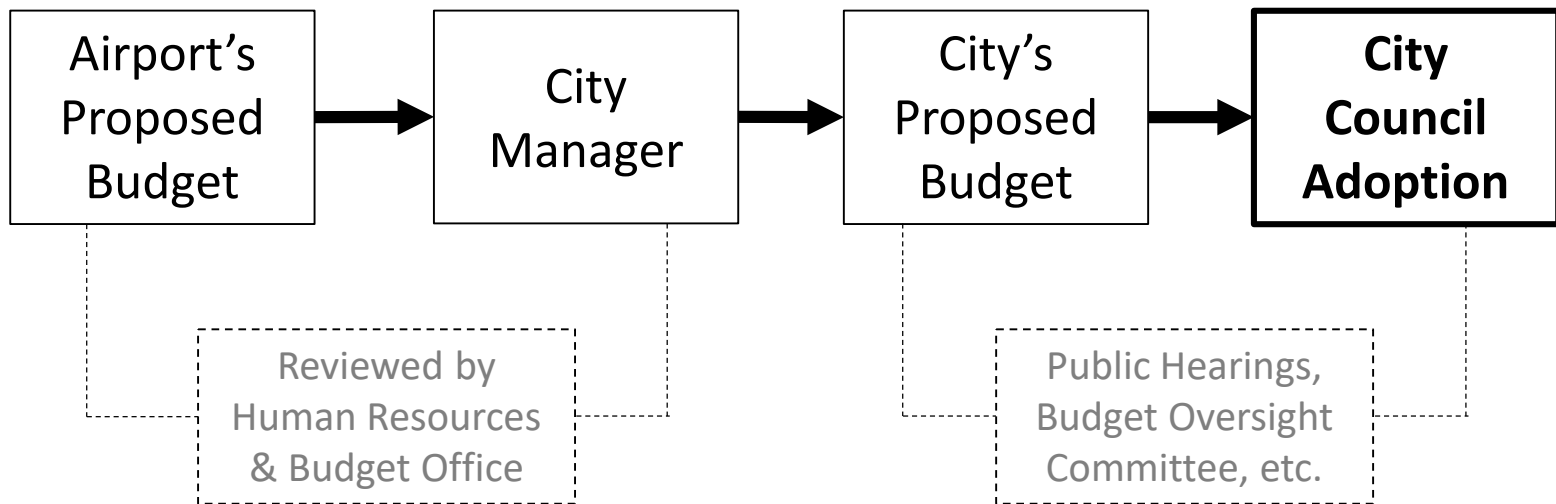 Airport’s
Proposed
Budget
City
Manager
City’s
Proposed
Budget
City
Council
Adoption
Reviewed by
Human Resources
& Budget Office
Public Hearings,
Budget Oversight
Committee, etc.